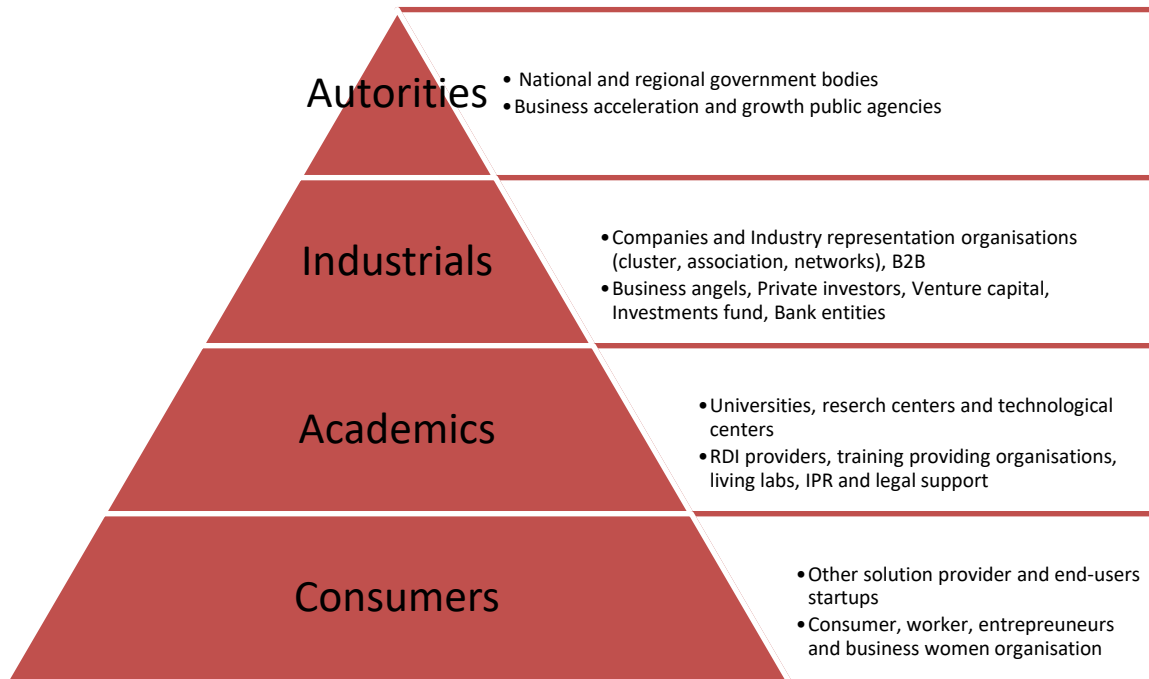 Autorities
• National and regional government bodies
•Business acceleration and growth public agencies
Industrials
•Companies and Industry representation organisations
(cluster, association, networks), B2B
•Business angels, Private investors, Venture capital,
Investments fund, Bank entities
Academics
•Universities, reserch centers and technological
centers
•RDI providers, training providing organisations,
living labs, IPR and legal support
Consumers
•Other solution provider and end-users
startups
•Consumer, worker, entrepreuneurs
and business women organisation